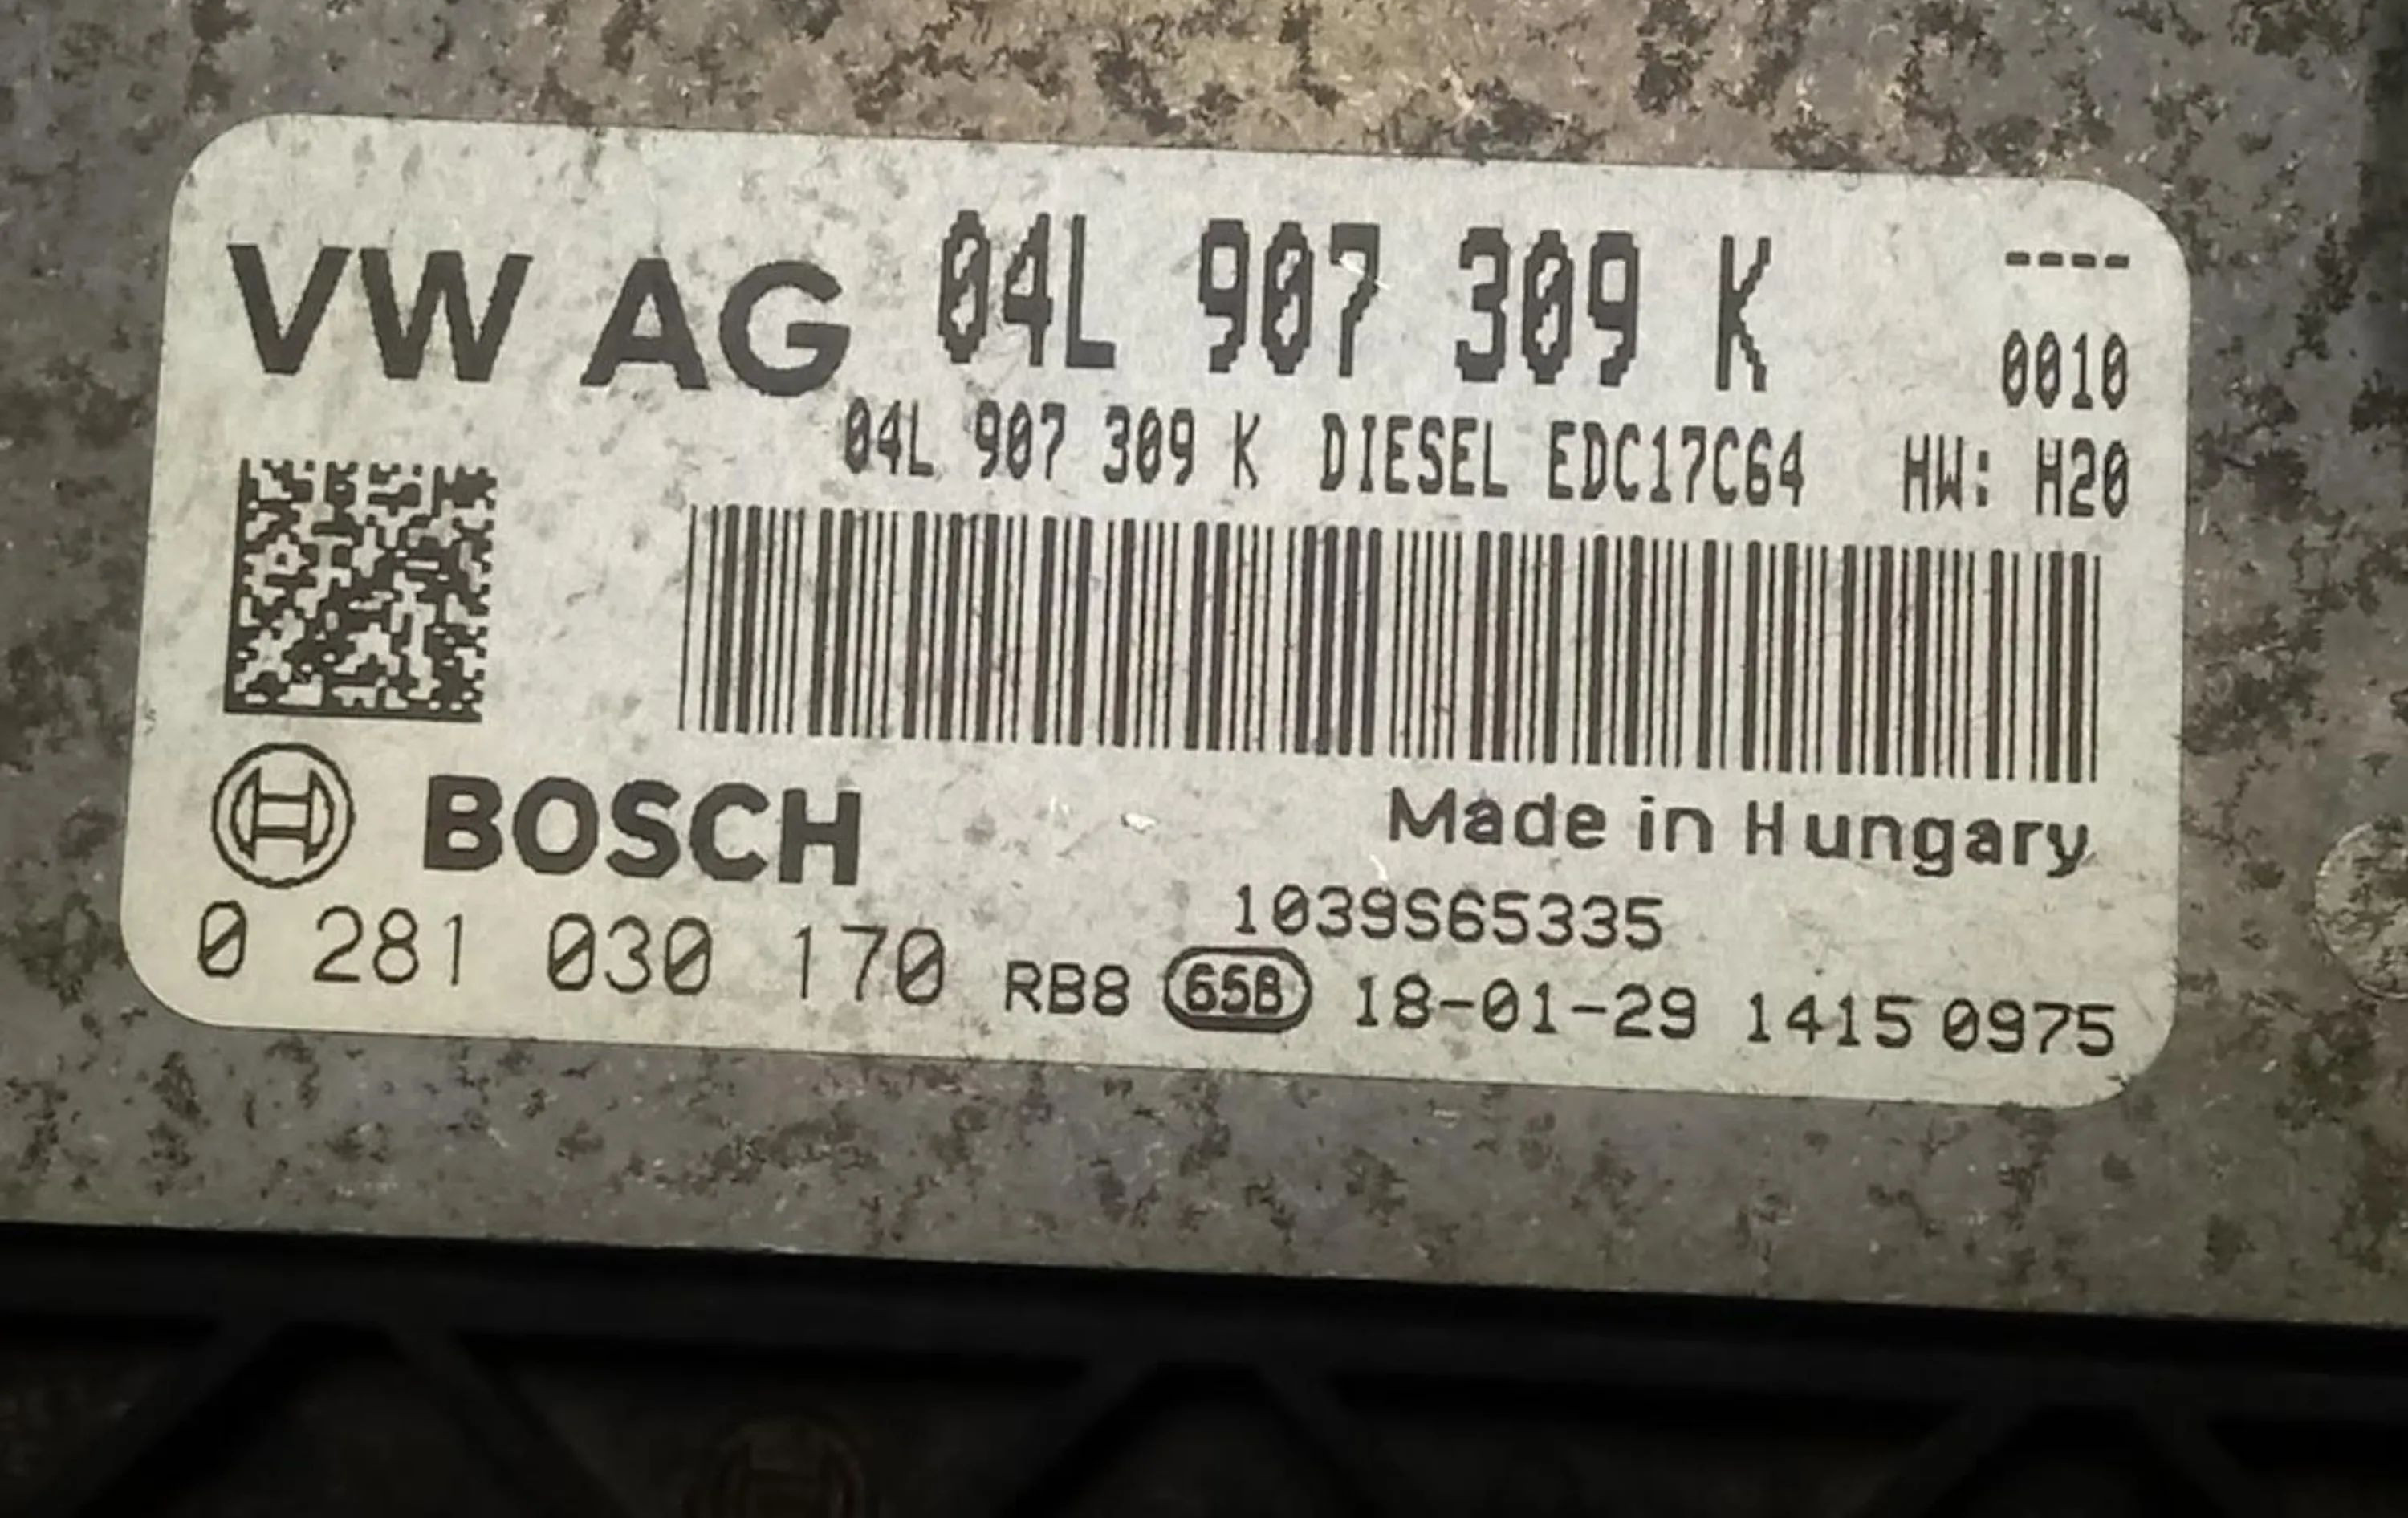 VW AG 04L 907 309 K ----
0010
04L 907 309 K DIESEL EDC17C64 HW: H20
BOSCH
Made in Hungary
1039S65335
0 281 030 170 RB8 65B 18-01-29 1415 0975